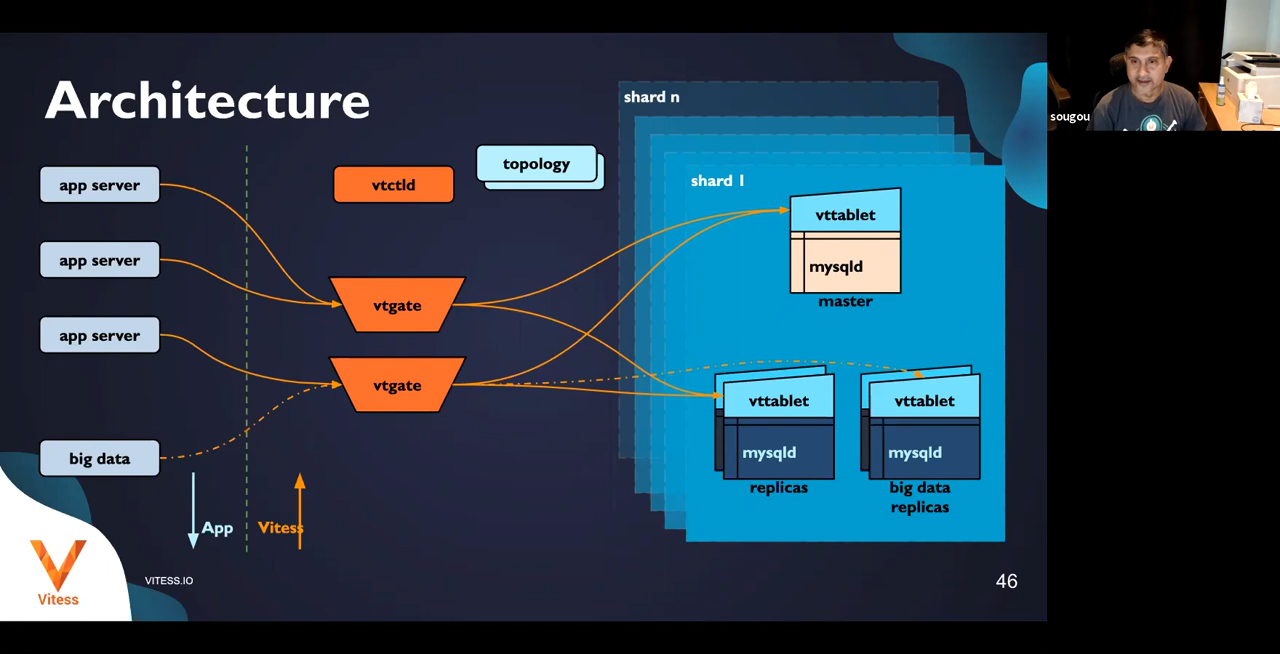 Architecture
shard n
sougou
topology
app server
vtctld
shard 1
vttablet
app server
mysqld
vtgate
master
app server
vtgate
vttablet
vttablet
big data
mysqld
mysqld
replicas
big data
replicas
App
Vitess
VITESS.IO
46
Vitess